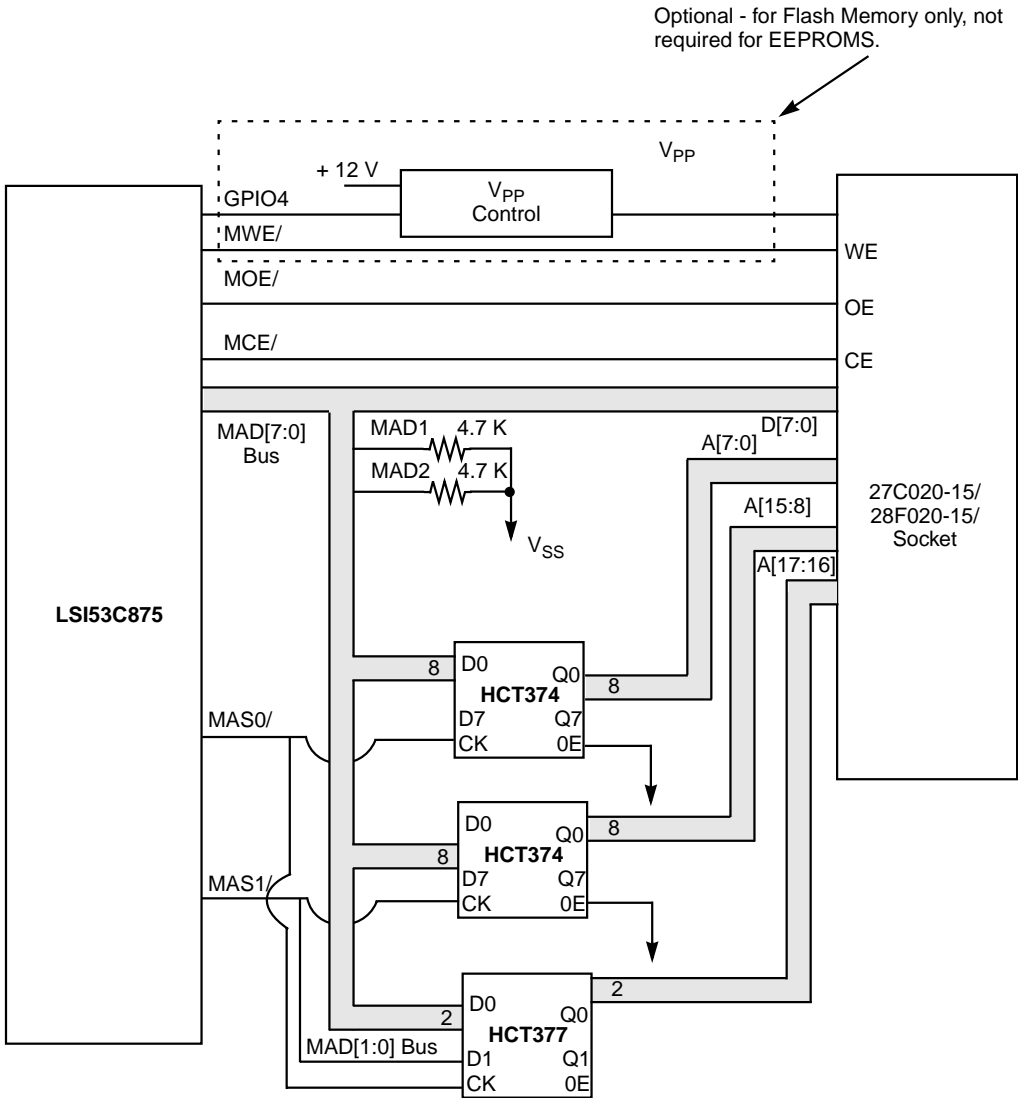 Optional - for Flash Memory only, not
required for EEPROMS.
VPP
+ 12 V
VPP
Control
GPIO4
MWE/
WE
MOE/
OE
MCE/
CE
MAD[7:0]
Bus
MAD1 4.7 K
MAD2 4.7 K
VSS
D[7:0]
A[7:0]
A[15:8]
A[17:16]
27C020-15/
28F020-15/
Socket
LSI53C875
MAS0/
MAS1/
8
D0
Q0
HCT374
8
D7
Q7
CK
0E
D0
Q0
8
8
HCT374
D7
Q7
CK
0E
2
D0
Q0
2
HCT377
MAD[1:0] Bus
D1
Q1
CK
0E